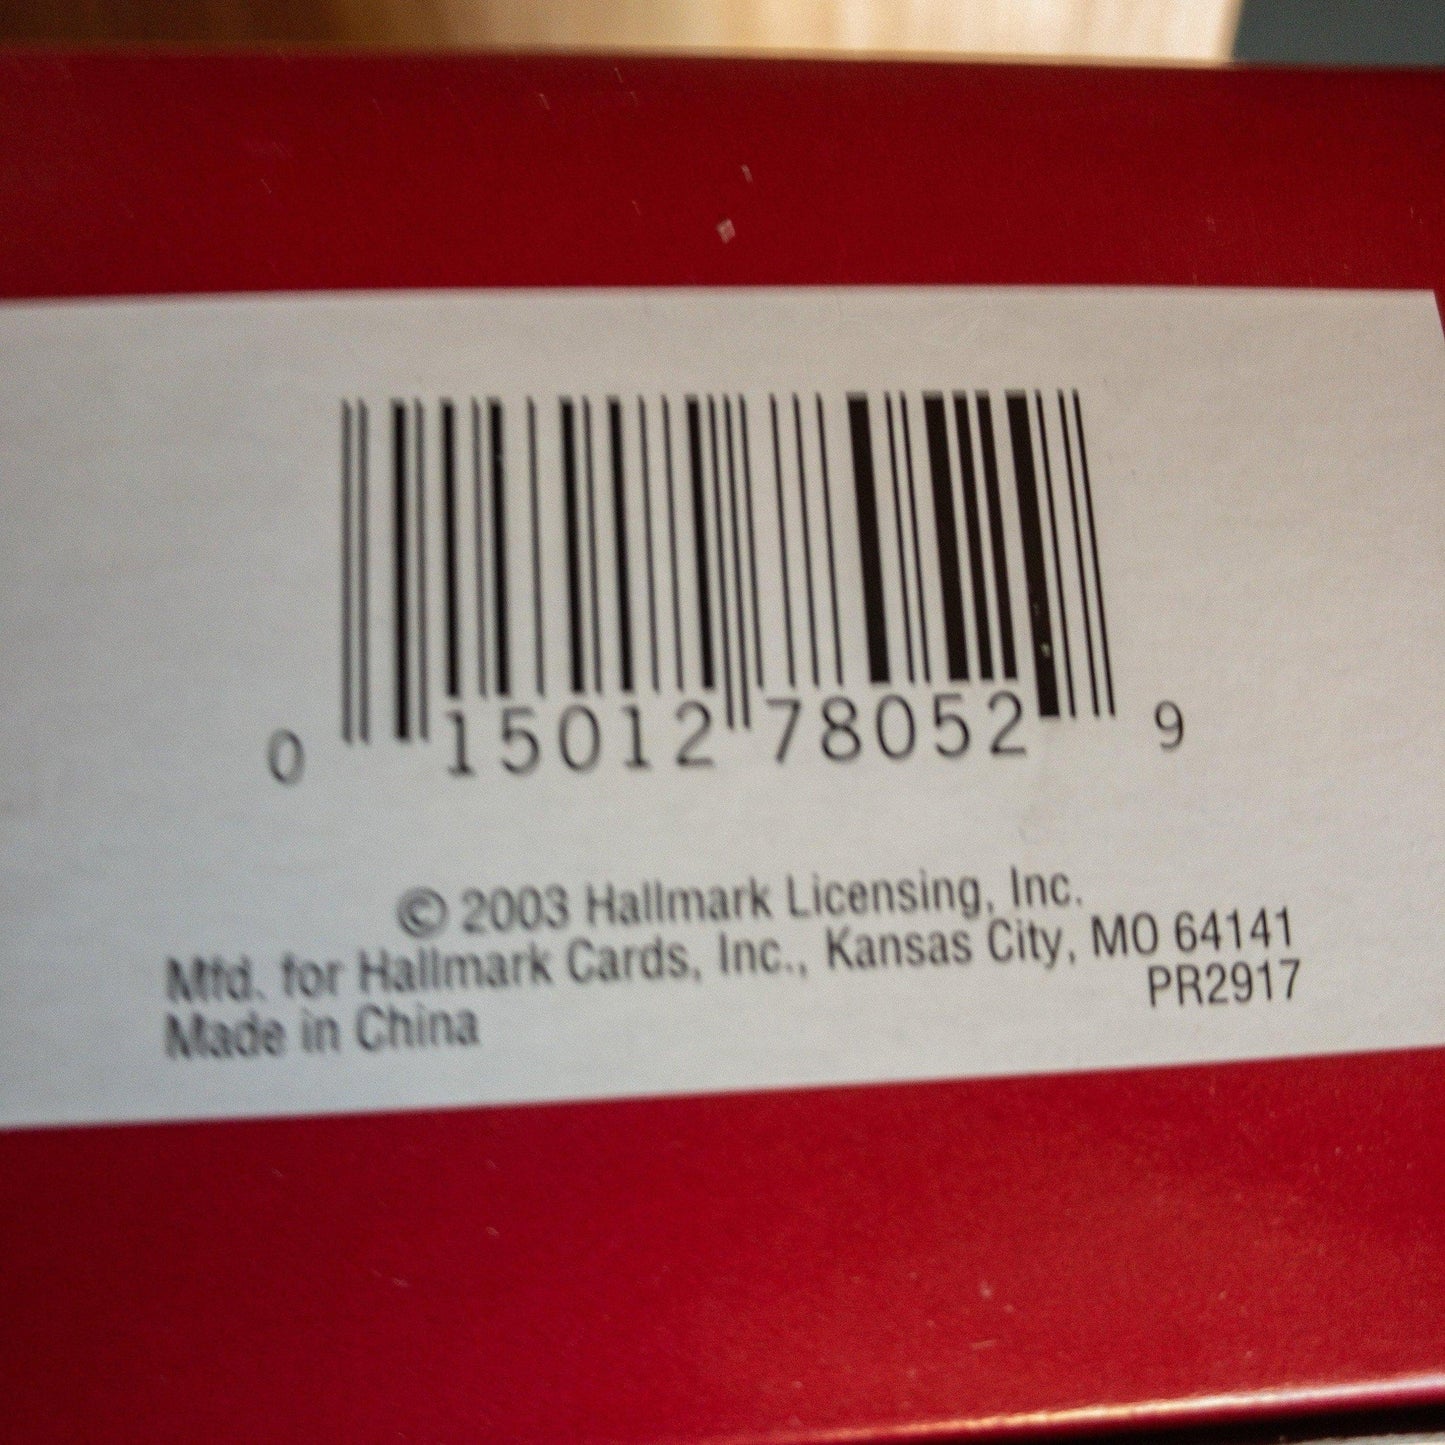 0 15012 78052 9
© 2003 Hallmark Licensing, Inc.
Mfd. for Hallmark Cards, Inc., Kansas City, MO 64141
PR2917
Made in China